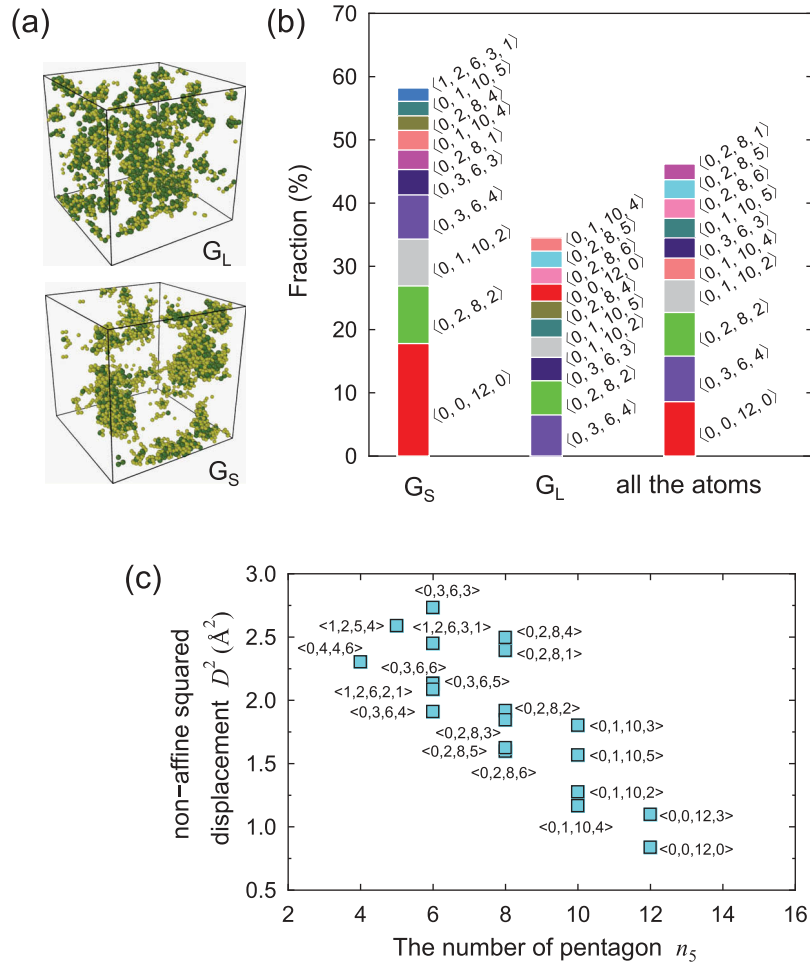 (a)
G_L
G_S
(b)
Fraction (%)
70
60
50
40
30
20
10
0
⟨1, 2, 6, 3, 1⟩
⟨0, 1, 10, 5⟩
⟨0, 2, 8, 4⟩
⟨0, 1, 10, 4⟩
⟨0, 2, 8, 1⟩
⟨0, 3, 6, 3⟩
⟨0, 3, 6, 4⟩
⟨0, 1, 10, 2⟩
⟨0, 2, 8, 2⟩
⟨0, 0, 12, 0⟩
⟨0, 1, 10, 4⟩
⟨0, 2, 8, 5⟩
⟨0, 2, 8, 6⟩
⟨0, 0, 12, 0⟩
⟨0, 2, 8, 4⟩
⟨0, 1, 10, 5⟩
⟨0, 1, 10, 2⟩
⟨0, 3, 6, 3⟩
⟨0, 2, 8, 2⟩
⟨0, 3, 6, 4⟩
⟨0, 2, 8, 1⟩
⟨0, 2, 8, 5⟩
⟨0, 2, 8, 6⟩
⟨0, 1, 10, 5⟩
⟨0, 3, 6, 3⟩
⟨0, 1, 10, 4⟩
⟨0, 1, 10, 2⟩
⟨0, 2, 8, 2⟩
⟨0, 3, 6, 4⟩
⟨0, 0, 12, 0⟩
G_S
G_L
all the atoms
(c)
non-affine squared
displacement D² (Å²)
3.0
2.5
2.0
1.5
1.0
0.5
<0,3,6,3>
<1,2,5,4>
<1,2,6,3,1>
<0,2,8,4>
<0,4,4,6>
<0,2,8,1>
<0,3,6,6>
<0,3,6,5>
<1,2,6,2,1>
<0,3,6,4>
<0,2,8,2>
<0,2,8,3>
<0,1,10,3>
<0,2,8,5>
<0,1,10,5>
<0,2,8,6>
<0,1,10,2>
<0,0,12,3>
<0,1,10,4>
<0,0,12,0>
2
4
6
8
10
12
14
16
The number of pentagon n₅